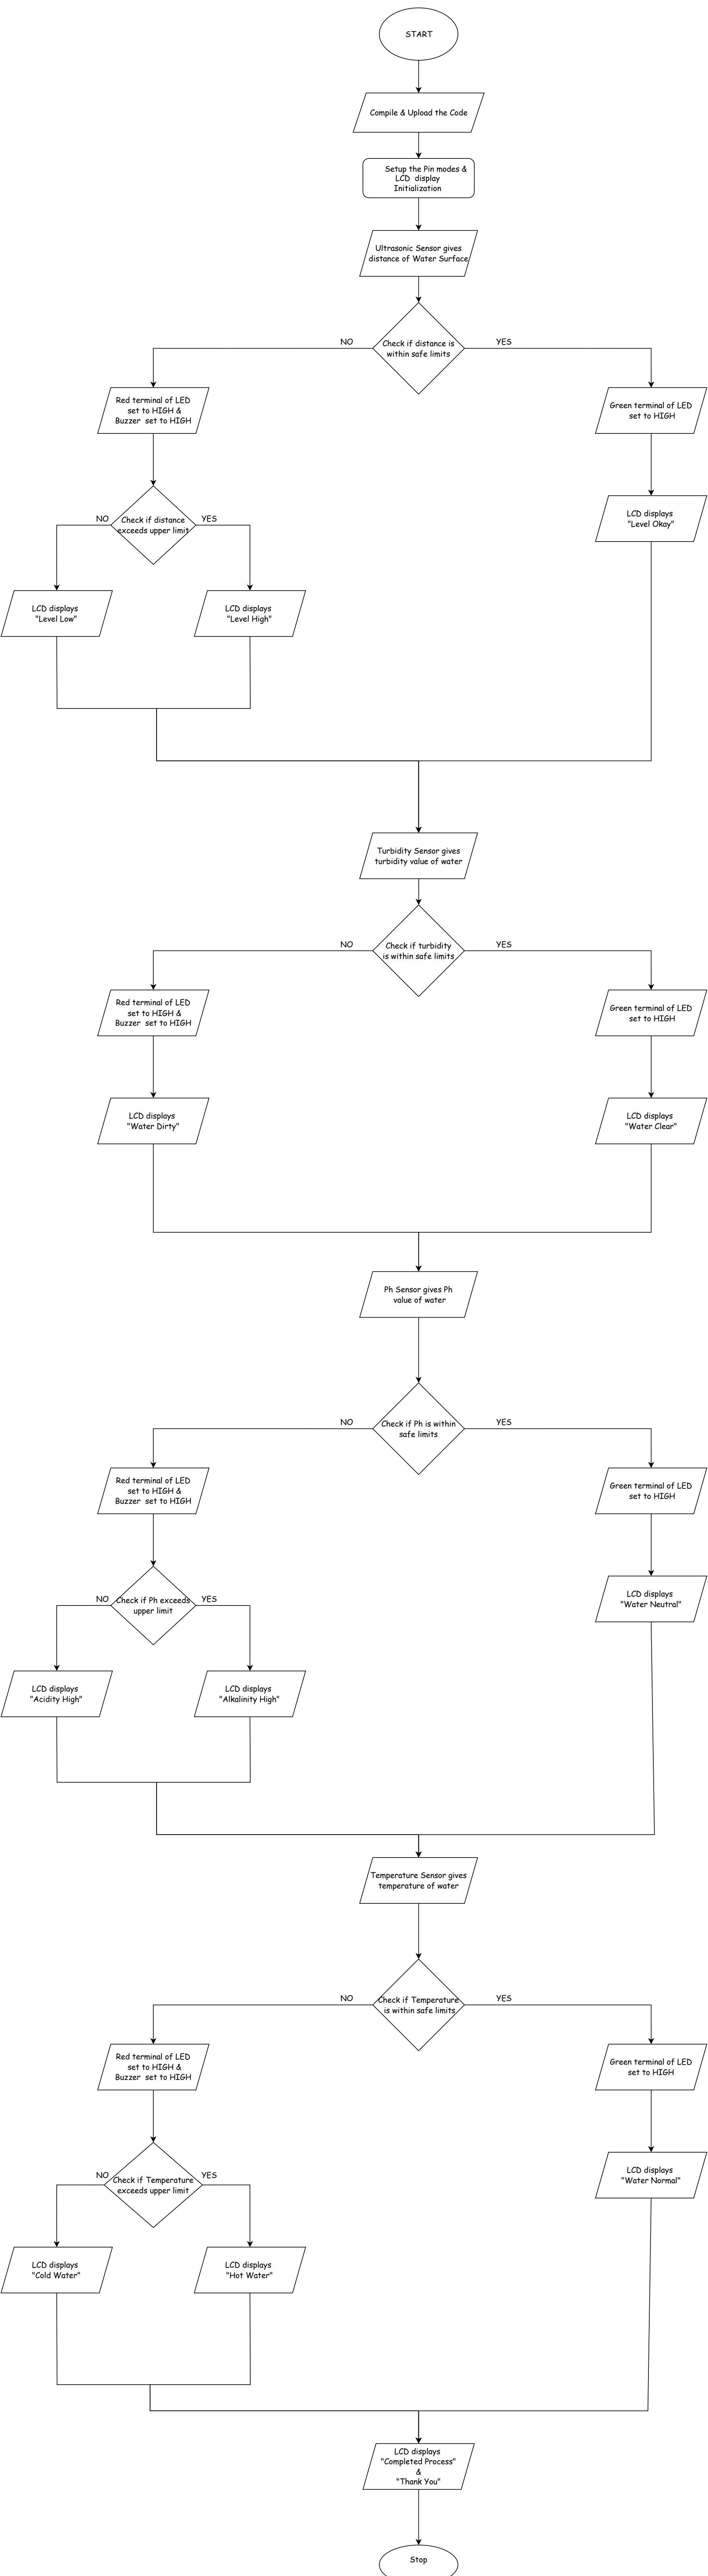 START
Compile & Upload the Code
Setup the Pin modes &
LCD display
Initialization
Ultrasonic Sensor gives
distance of Water Surface
Check if distance is
within safe limits
NO
YES
Red terminal of LED
set to HIGH &
Buzzer set to HIGH
Green terminal of LED
set to HIGH
Check if distance
exceeds upper limit
NO
YES
LCD displays
"Level Okay"
LCD displays
"Level Low"
LCD displays
"Level High"
Turbidity Sensor gives
turbidity value of water
Check if turbidity
is within safe limits
NO
YES
Red terminal of LED
set to HIGH &
Buzzer set to HIGH
Green terminal of LED
set to HIGH
LCD displays
"Water Dirty"
LCD displays
"Water Clear"
Ph Sensor gives Ph
value of water
Check if Ph is within
safe limits
NO
YES
Red terminal of LED
set to HIGH &
Buzzer set to HIGH
Green terminal of LED
set to HIGH
Check if Ph exceeds
upper limit
NO
YES
LCD displays
"Water Neutral"
LCD displays
"Acidity High"
LCD displays
"Alkalinity High"
Temperature Sensor gives
temperature of water
Check if Temperature
is within safe limits
NO
YES
Red terminal of LED
set to HIGH &
Buzzer set to HIGH
Green terminal of LED
set to HIGH
Check if Temperature
exceeds upper limit
NO
YES
LCD displays
"Water Normal"
LCD displays
"Cold Water"
LCD displays
"Hot Water"
LCD displays
"Completed Process"
&
"Thank You"
Stop